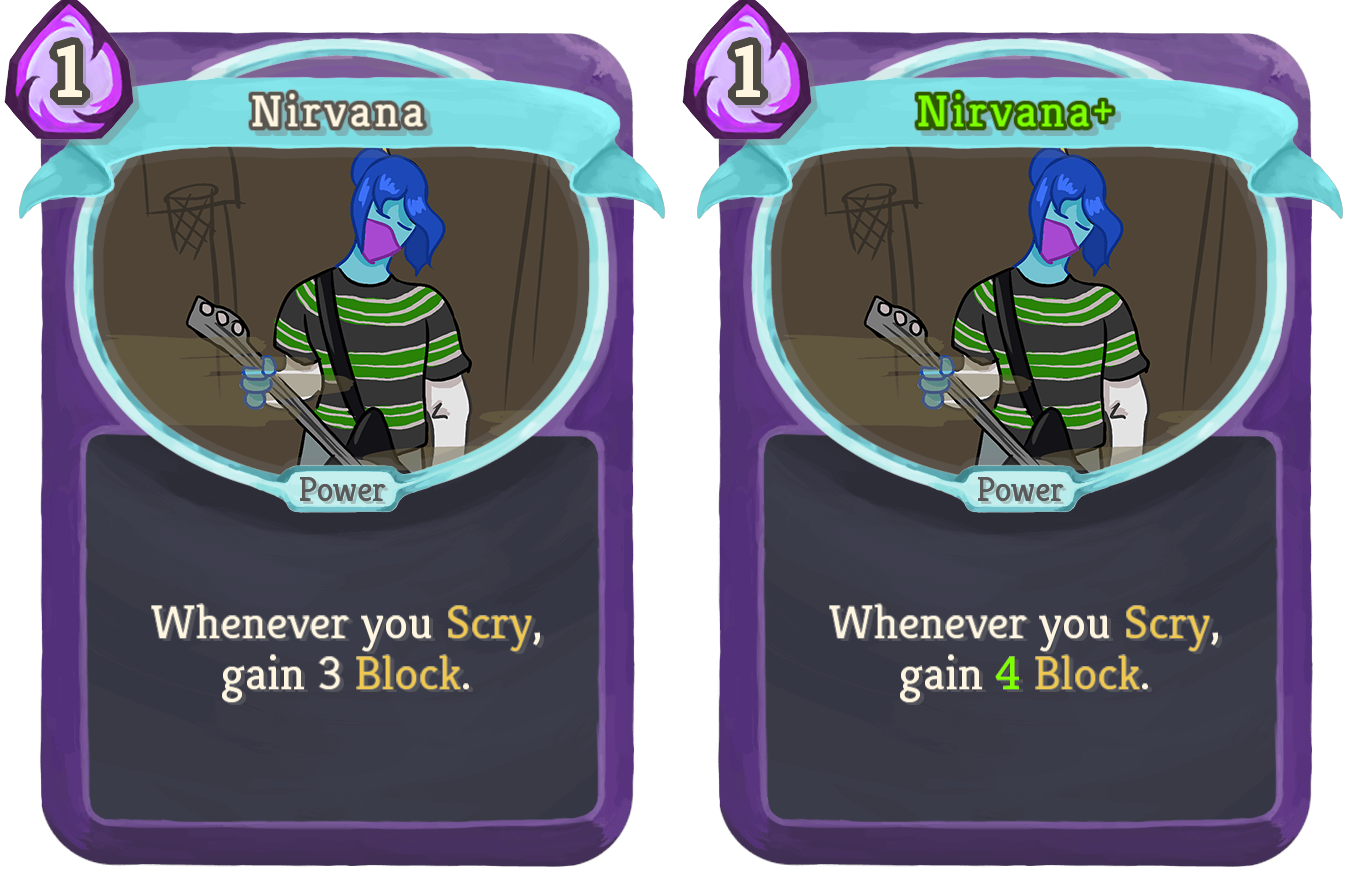 1
Nirvana
Power
Whenever you Scry,
gain 3 Block.
1
Nirvana+
Power
Whenever you Scry,
gain 4 Block.